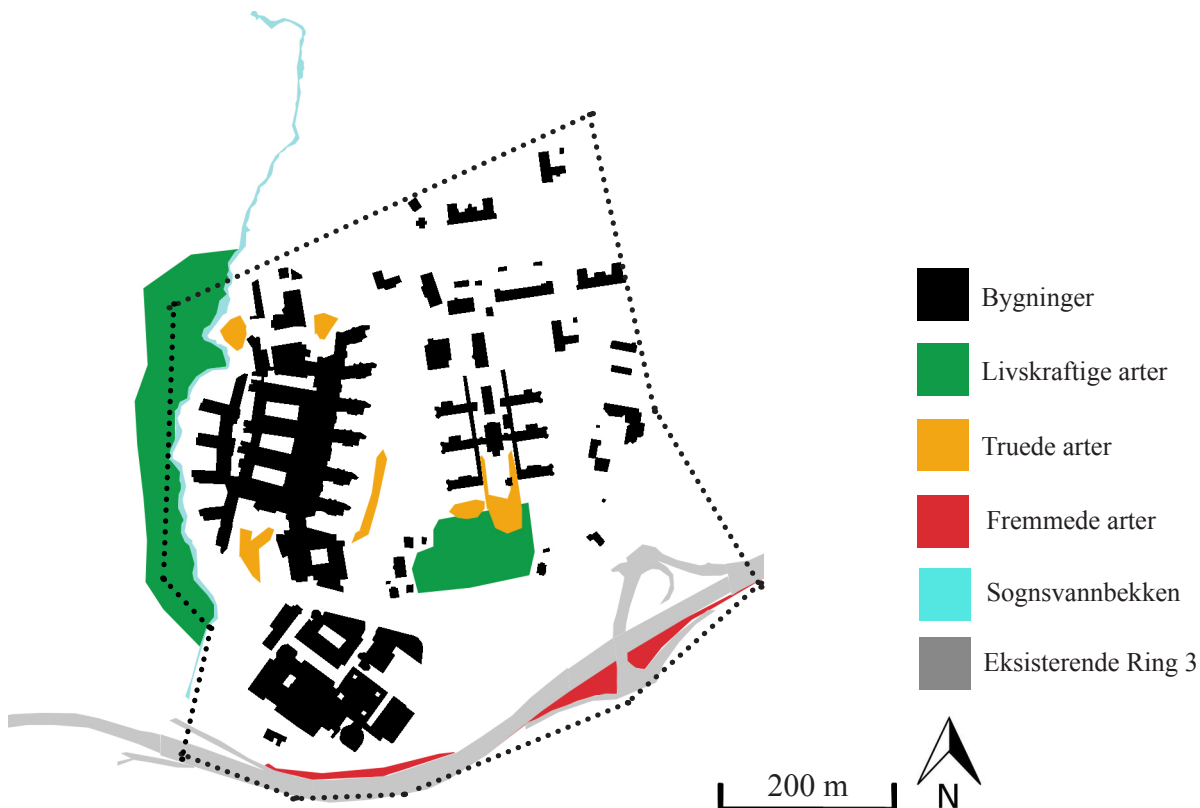 Bygninger
Livskraftige arter
Truede arter
Fremmede arter
Sognsvannbekken
Eksisterende Ring 3
200 m
N